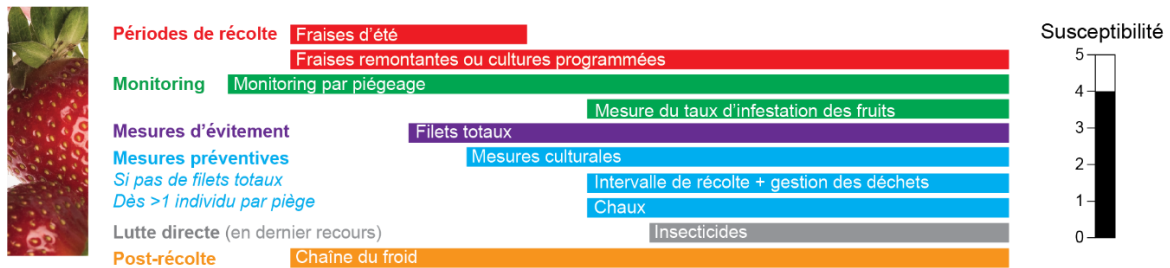 Périodes de récolte
Fraises d’été
Fraises remontantes ou cultures programmées
Monitoring
Monitoring par piégeage
Mesure du taux d’infestation des fruits
Mesures d’évitement
Filets totaux
Mesures préventives
Mesures culturales
Si pas de filets totaux
Intervalle de récolte + gestion des déchets
Dès >1 individu par piège
Chaux
Lutte directe (en dernier recours)
Insecticides
Post-récolte
Chaîne du froid
Susceptibilité
5
4
3
2
1
0